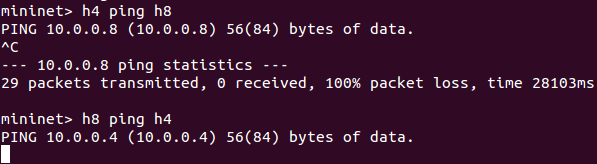 mininet> h4 ping h8
PING 10.0.0.8 (10.0.0.8) 56(84) bytes of data.
^C
--- 10.0.0.8 ping statistics ---
29 packets transmitted, 0 received, 100% packet loss, time 28103ms
mininet> h8 ping h4
PING 10.0.0.4 (10.0.0.4) 56(84) bytes of data.